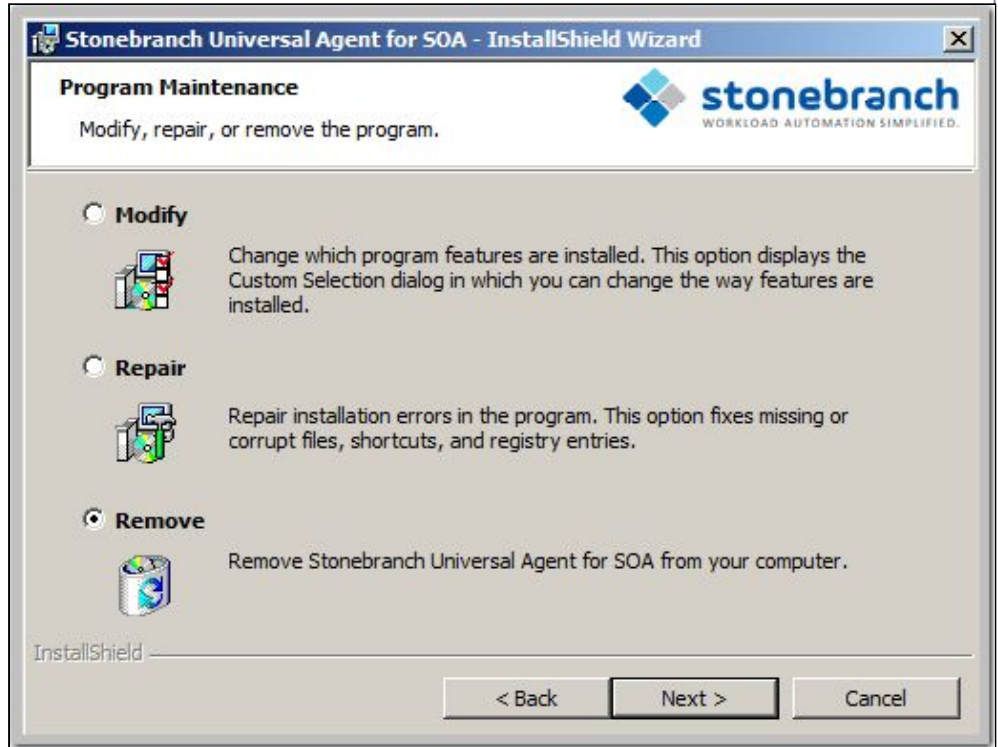 Stonebranch Universal Agent for SOA - InstallShield Wizard
Program Maintenance
Modify, repair, or remove the program.
stonebranch
WORKLOAD AUTOMATION SIMPLIFIED.
Modify
Change which program features are installed. This option displays the
Custom Selection dialog in which you can change the way features are
installed.
Repair
Repair installation errors in the program. This option fixes missing or
corrupt files, shortcuts, and registry entries.
Remove
Remove Stonebranch Universal Agent for SOA from your computer.
InstallShield
< Back
Next >
Cancel